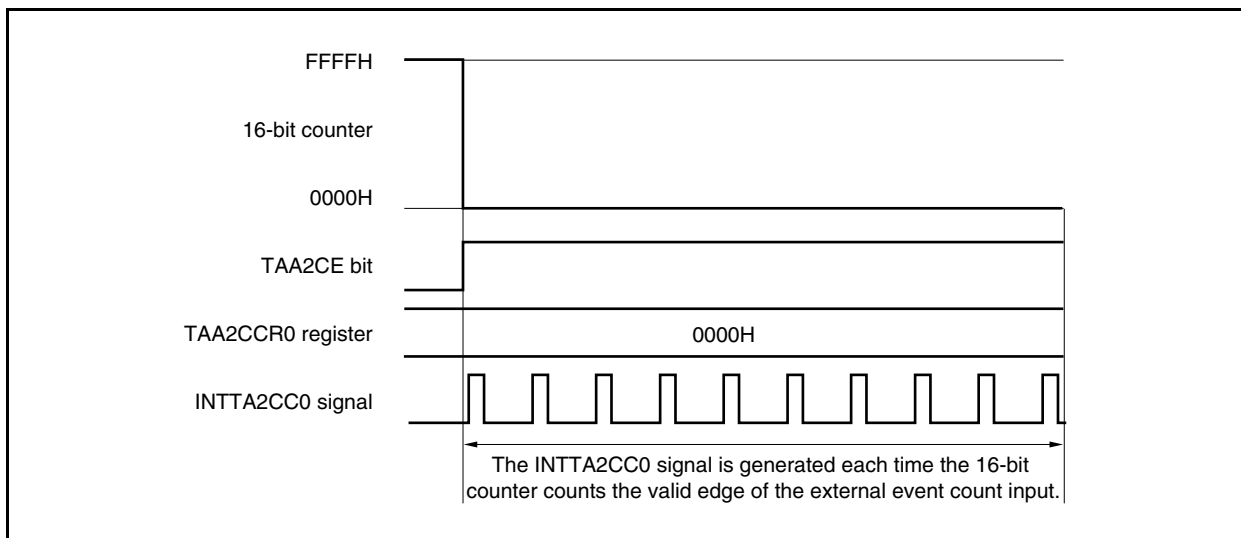 FFFFH
16-bit counter
0000H
TAA2CE bit
TAA2CCR0 register
0000H
INTTA2CC0 signal
The INTTA2CC0 signal is generated each time the 16-bit
counter counts the valid edge of the external event count input.